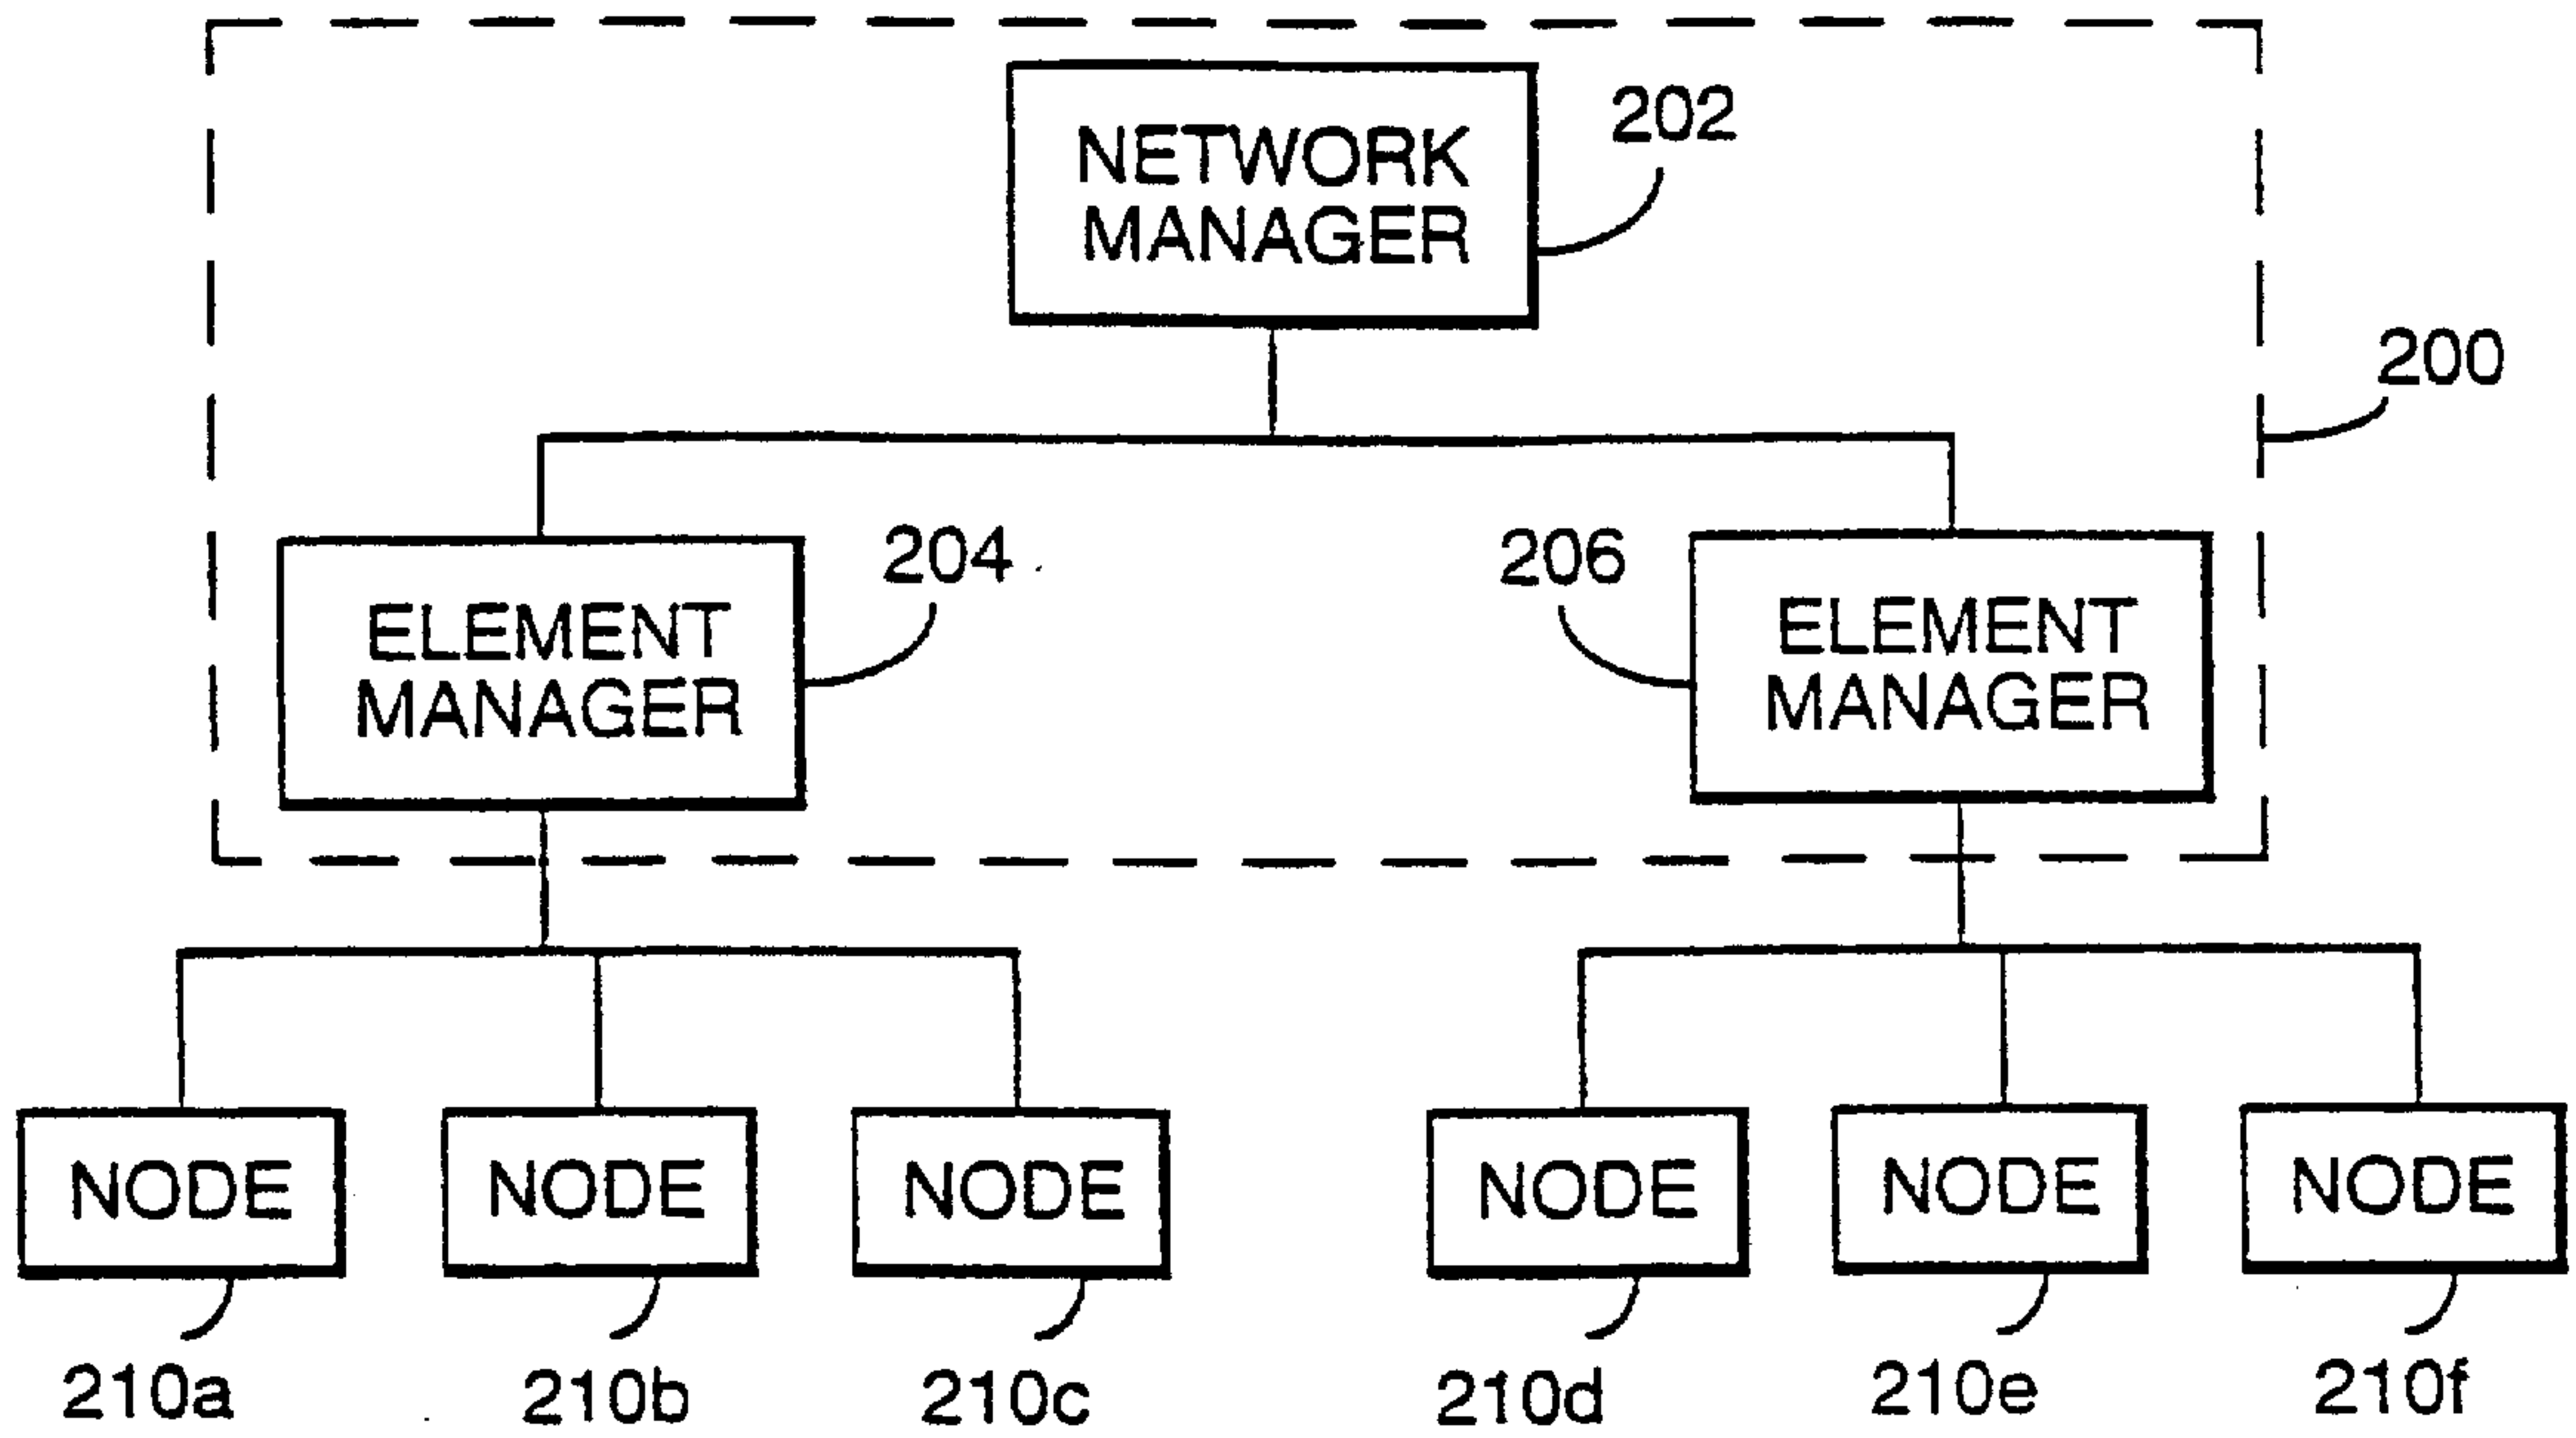 NETWORK
MANAGER
202
200
ELEMENT
MANAGER
204
206
ELEMENT
MANAGER
NODE
NODE
NODE
NODE
NODE
NODE
210a
210b
210c
210d
210e
210f